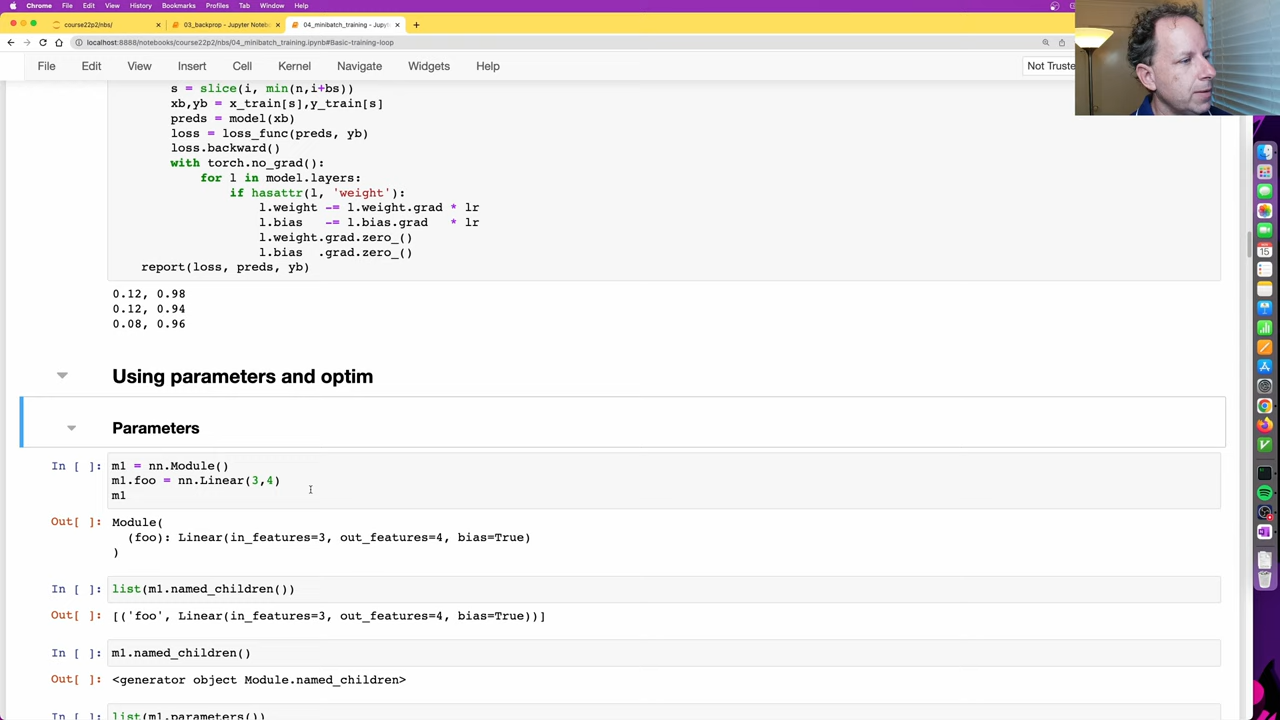 Chrome File Edit View History Bookmarks Profiles Tab Window Help
course22p2/nbs/
03_backprop - Jupyter Noteb
04_minibatch_training - Jupyt
localhost:8888/notebooks/course22p2/nbs/04_minibatch_training.ipynb#Basic-training-loop
File Edit View Insert Cell Kernel Navigate Widgets Help
Not Truste
s = slice(i, min(n,i+bs))
xb,yb = x_train[s],y_train[s]
preds = model(xb)
loss = loss_func(preds, yb)
loss.backward()
with torch.no_grad():
for l in model.layers:
if hasattr(l, 'weight'):
l.weight -= l.weight.grad * lr
l.bias -= l.bias.grad * lr
l.weight.grad.zero_()
l.bias .grad.zero_()
report(loss, preds, yb)
0.12, 0.98
0.12, 0.94
0.08, 0.96
Using parameters and optim
Parameters
In [ ]: m1 = nn.Module()
m1.foo = nn.Linear(3,4)
m1
Out[ ]: Module(
(foo): Linear(in_features=3, out_features=4, bias=True)
)
In [ ]: list(m1.named_children())
Out[ ]: [('foo', Linear(in_features=3, out_features=4, bias=True))]
In [ ]: m1.named_children()
Out[ ]: <generator object Module.named_children>
In [ ]: list(m1.parameters())